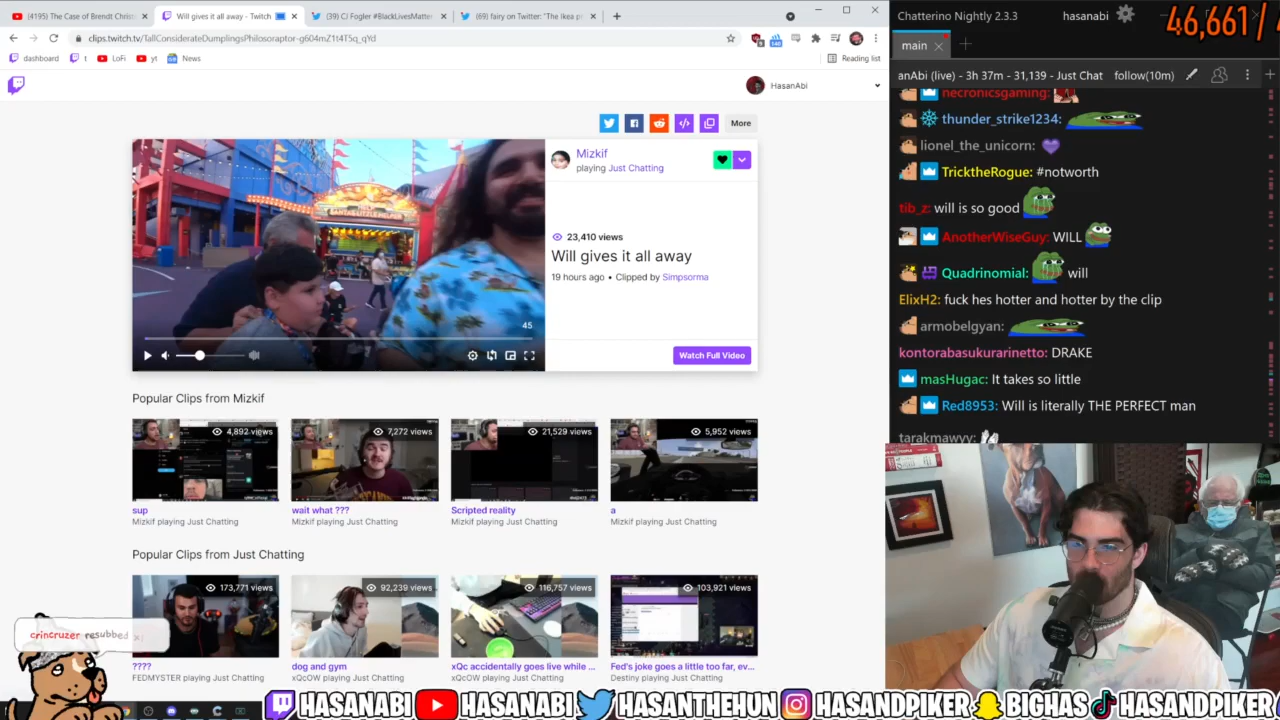 (4195) The Case of Brendt Christ
Will gives it all away - Twitch
(39) CJ Fogler #BlackLivesMatter
(69) fairy on Twitter: "The Ikea pr
clips.twitch.tv/TallConsiderateDumplingsPhilosoraptor-g604mZ1t4T5q_qYd
dashboard
t
LoFi
yt
News
Reading list
HasanAbi
More
SANTA'S LITTLE HELPER
45
Mizkif
playing Just Chatting
23,410 views
Will gives it all away
19 hours ago • Clipped by Simpsorma
Watch Full Video
Popular Clips from Mizkif
4,892 views
7,272 views
21,529 views
5,952 views
sup
wait what ???
Scripted reality
a
Mizkif playing Just Chatting
Mizkif playing Just Chatting
Mizkif playing Just Chatting
Mizkif playing Just Chatting
Popular Clips from Just Chatting
173,771 views
92,239 views
116,757 views
103,921 views
????
dog and gym
xQc accidentally goes live while ...
Fed's joke goes a little too far, ev...
FEDMYSTER playing Just Chatting
xQcOW playing Just Chatting
xQcOW playing Just Chatting
Destiny playing Just Chatting
crincruzer resubbed
Chatterino Nightly 2.3.3
hasanabi
46,661 /
main
anAbi (live) - 3h 37m - 31,139 - Just Chat
follow(10m)
necronicsgaming:
thunder_strike1234:
lionel_the_unicorn:
TricktheRogue: #notworth
tib_z: will is so good
AnotherWiseGuy: WILL
Quadrinomial: will
ElixH2: fuck hes hotter and hotter by the clip
armobelgyan:
kontorabasukurarinetto: DRAKE
masHugac: It takes so little
Red8953: Will is literally THE PERFECT man
tarakmawyy:
HASANABI
HASANABI
HASANTHEHUN
HASANDPIKER
BIGHAS
HASANDPIKER